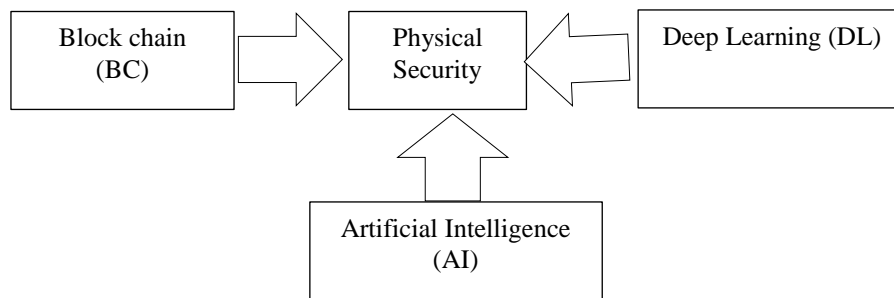 Block chain
(BC)
Physical
Security
Deep Learning (DL)
Artificial Intelligence
(AI)